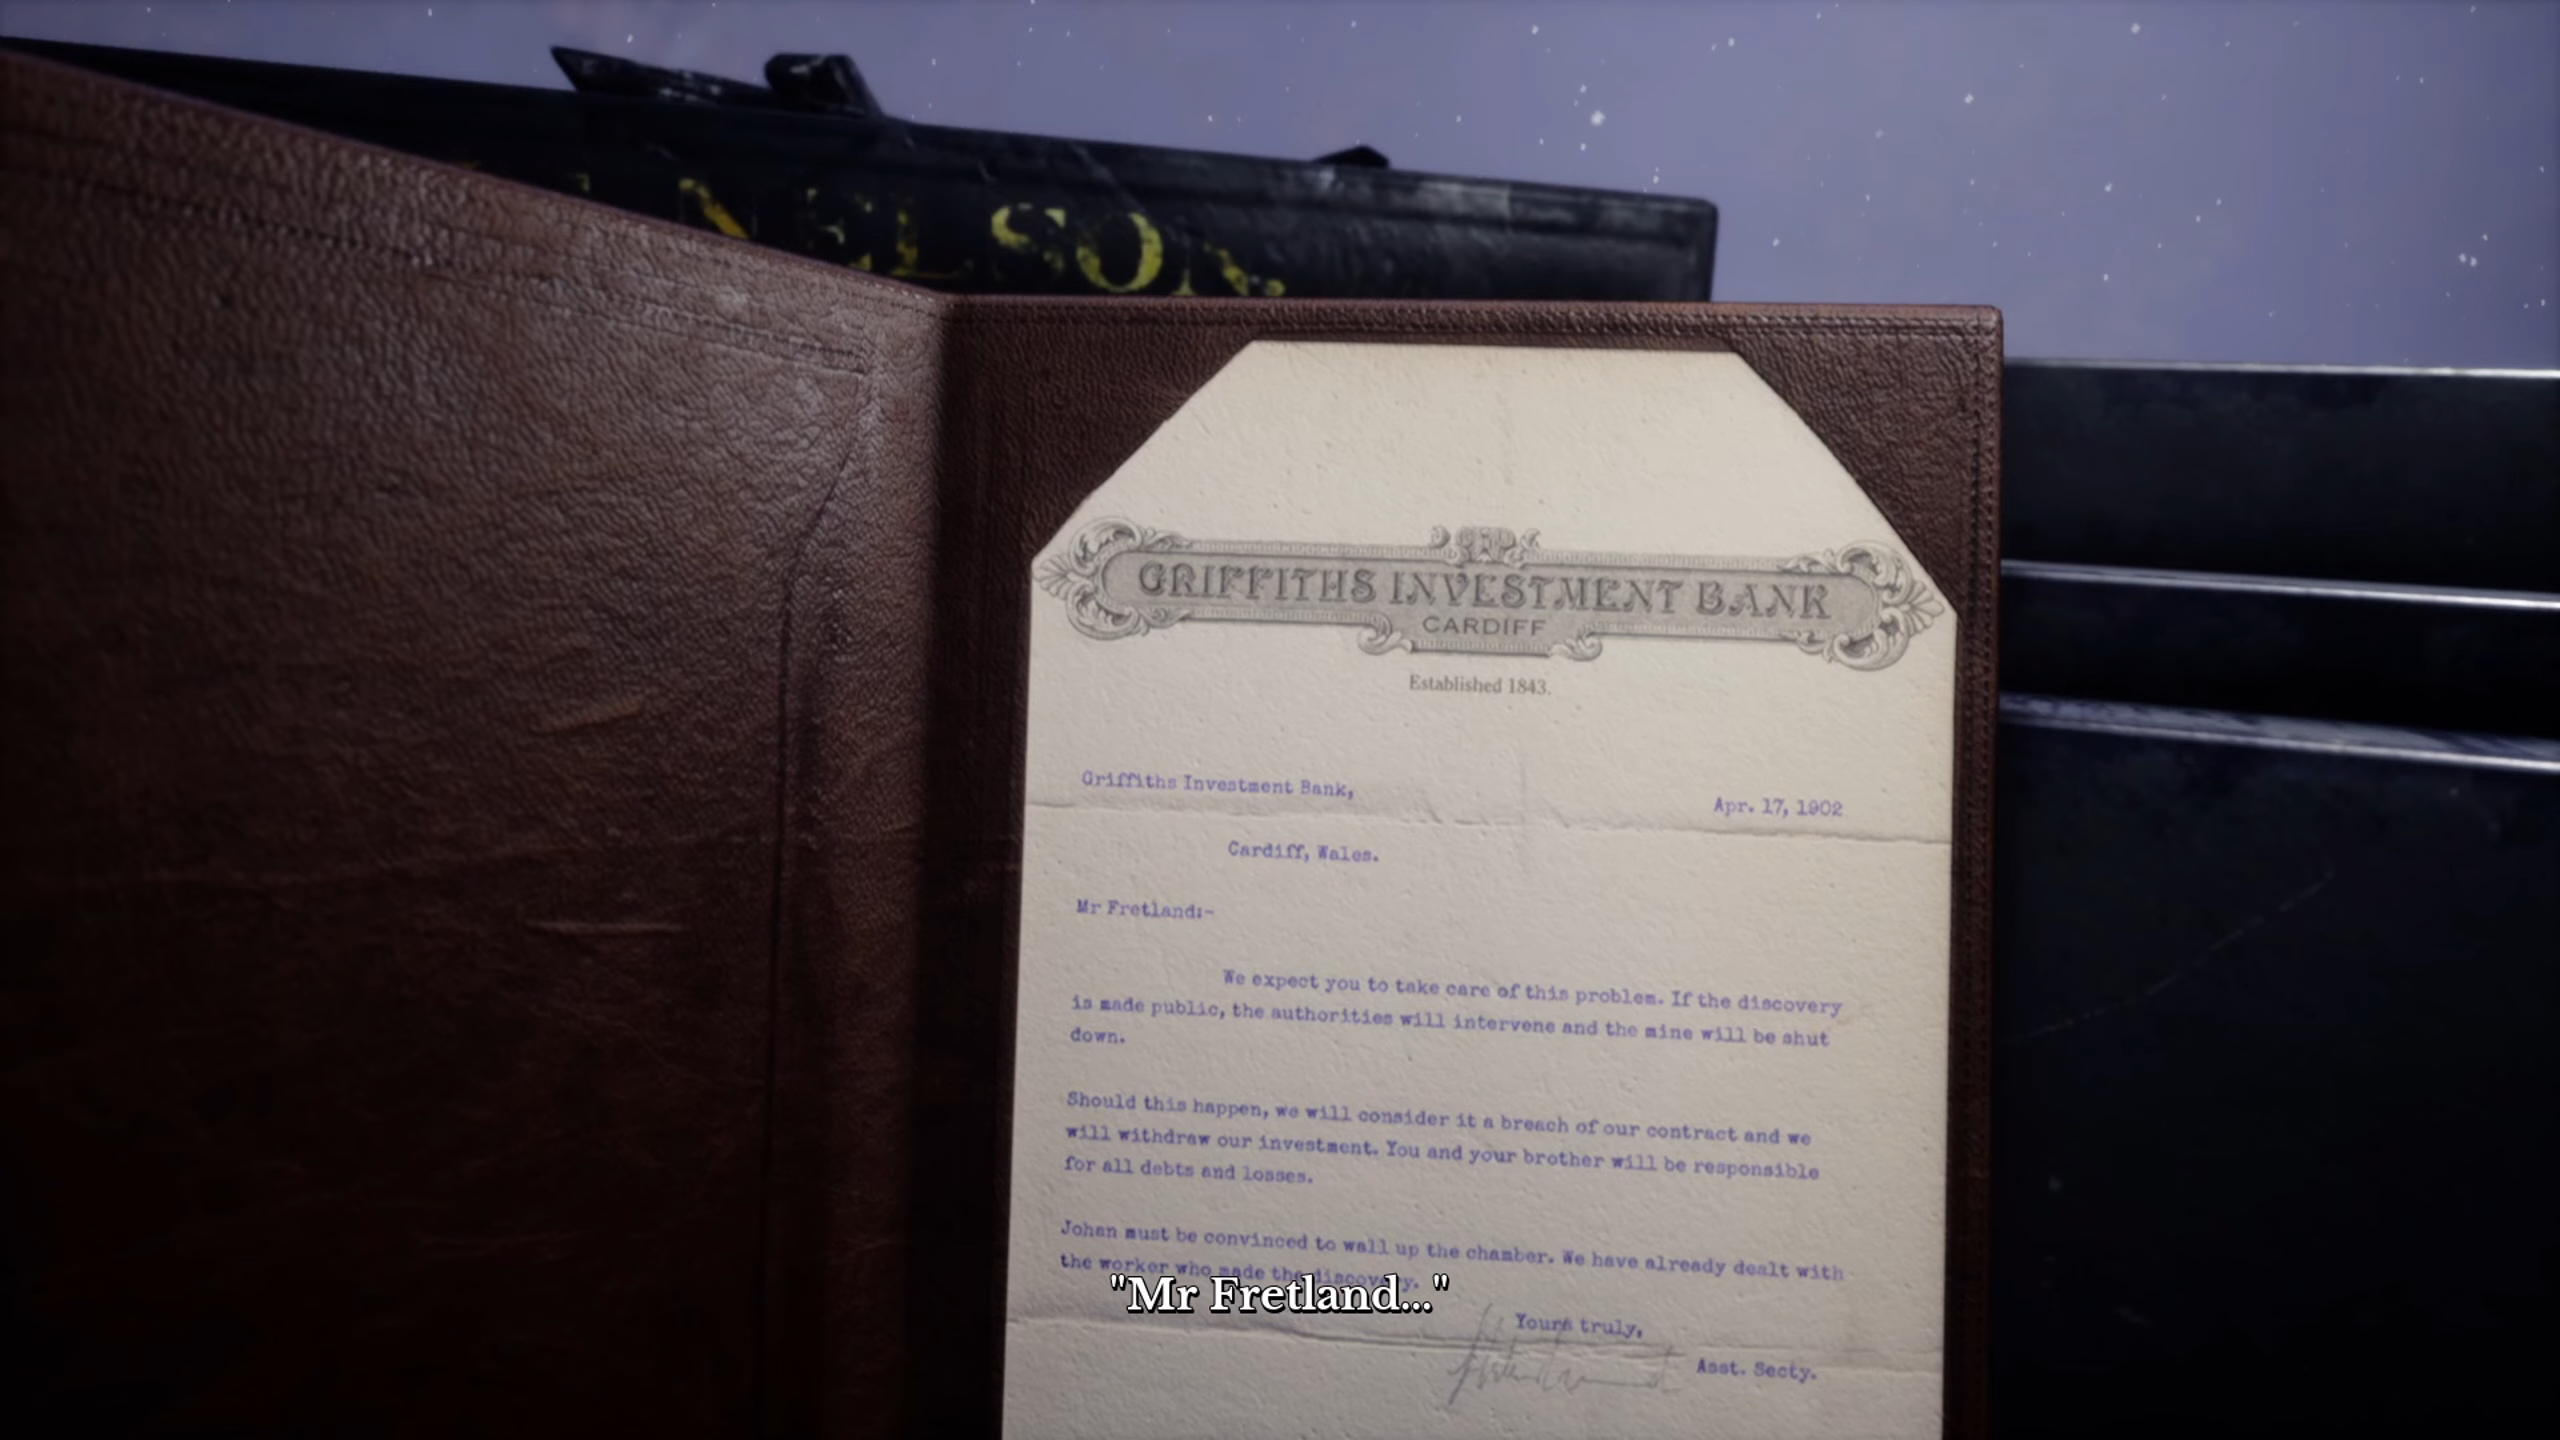 NELSON
GRIFFITHS INVESTMENT BANK
CARDIFF
Established 1843.
Griffiths Investment Bank,
Apr. 17, 1902
Cardiff, Wales.
Mr Fretland:-
We expect you to take care of this problem. If the discovery
is made public, the authorities will intervene and the mine will be shut
down.
Should this happen, we will consider it a breach of our contract and we
will withdraw our investment. You and your brother will be responsible
for all debts and losses.
Johan must be convinced to wall up the chamber. We have already dealt with
the worker who made the discovery.
"Mr Fretland..."
Yours truly,
Asst. Secty.